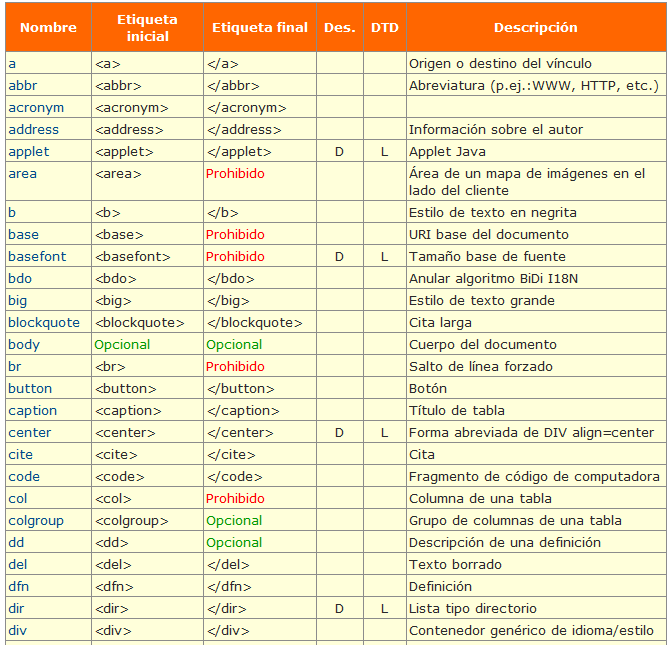 Nombre Etiqueta inicial Etiqueta final Des. DTD Descripción
a <a> </a> Origen o destino del vínculo
abbr <abbr> </abbr> Abreviatura (p.ej.:WWW, HTTP, etc.)
acronym <acronym> </acronym>
address <address> </address> Información sobre el autor
applet <applet> </applet> D L Applet Java
area <area> Prohibido Área de un mapa de imágenes en el
lado del cliente
b <b> </b> Estilo de texto en negrita
base <base> Prohibido URI base del documento
basefont <basefont> Prohibido D L Tamaño base de fuente
bdo <bdo> </bdo> Anular algoritmo BiDi I18N
big <big> </big> Estilo de texto grande
blockquote <blockquote> </blockquote> Cita larga
body Opcional Opcional Cuerpo del documento
br <br> Prohibido Salto de línea forzado
button <button> </button> Botón
caption <caption> </caption> Título de tabla
center <center> </center> D L Forma abreviada de DIV align=center
cite <cite> </cite> Cita
code <code> </code> Fragmento de código de computadora
col <col> Prohibido Columna de una tabla
colgroup <colgroup> Opcional Grupo de columnas de una tabla
dd <dd> Opcional Descripción de una definición
del <del> </del> Texto borrado
dfn <dfn> </dfn> Definición
dir <dir> </dir> D L Lista tipo directorio
div <div> </div> Contenedor genérico de idioma/estilo